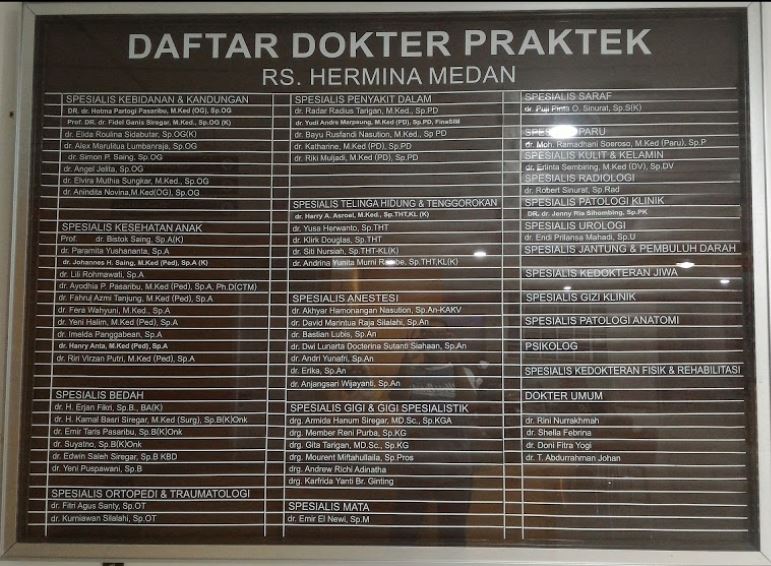 DAFTAR DOKTER PRAKTEK
RS. HERMINA MEDAN
SPESIALIS KEBIDANAN & KANDUNGAN
DR. dr. Hotma Partogi Pasaribu, M.Ked (OG), Sp.OG
Prof. DR. dr. Fidel Ganis Siregar, M.Ked., Sp.OG (K)
dr. Elida Roulina Sidabutar, Sp.OG(K)
dr. Alex Marulitua Lumbanraja, Sp.OG
dr. Simon P. Saing, Sp.OG
dr. Angel Jelita, Sp.OG
dr. Elvira Muthia Sungkar, M.Ked., Sp.OG
dr. Anindita Novina,M.Ked(OG), Sp.OG
SPESIALIS KESEHATAN ANAK
Prof. dr. Bistok Saing, Sp.A(K)
dr. Paramita Yushananta, Sp.A
dr. Johannes H. Saing, M.Ked (Ped), Sp.A (K)
dr. Lili Rohmawati, Sp.A
dr. Ayodhia P. Pasaribu, M.Ked (Ped), Sp.A, Ph.D(CTM)
dr. Fahrul Azmi Tanjung, M.Ked (Ped), Sp.A
dr. Fera Wahyuni, M.Ked., Sp.A
dr. Yeni Halim, M.Ked (Ped), Sp.A
dr. Imelda Panggabean, Sp.A
dr. Hanry Anta, M.Ked (Ped), Sp.A
dr. Riri Virzan Putri, M.Ked (Ped), Sp.A
SPESIALIS BEDAH
dr. H. Erjan Fikri, Sp.B., BA(K)
dr. H. Kamal Basri Siregar, M.Ked (Surg), Sp.B(K)Onk
dr. Emir Taris Pasaribu, Sp.B(K)Onk
dr. Suyatno, Sp.B(K)Onk
dr. Edwin Saleh Siregar, Sp.B KBD
dr. Yeni Puspawani, Sp.B
SPESIALIS ORTOPEDI & TRAUMATOLOGI
dr. Fitri Agus Santy, Sp.OT
dr. Kurniawan Silalahi, Sp.OT
SPESIALIS PENYAKIT DALAM
dr. Radar Radius Tarigan, M.Ked., Sp.PD
dr. Yudi Andre Marpaung, M.Ked (PD), Sp.PD, FinaSIM
dr. Bayu Rusfandi Nasution, M.Ked, Sp PD
dr. Katharine, M.Ked (PD), Sp.PD
dr. Riki Muljadi, M.Ked (PD), Sp.PD
SPESIALIS TELINGA HIDUNG & TENGGOROKAN
dr. Harry A. Asroel, M.Ked., Sp.THT,KL (K)
dr. Yusa Herwanto, Sp.THT
dr. Klirk Douglas, Sp.THT
dr. Siti Nursiah, Sp.THT-KL(K)
dr. Andrina Yunita Murni Rambe, Sp.THT,KL(K)
SPESIALIS ANESTESI
dr. Akhyar Hamonangan Nasution, Sp.An-KAKV
dr. David Marintua Raja Silalahi, Sp.An
dr. Bastian Lubis, Sp.An
dr. Dwi Lunarta Docterina Sutanti Siahaan, Sp.An
dr. Andri Yunafri, Sp.An
dr. Erika, Sp.An
dr. Anjangsari Wijayanti, Sp.An
SPESIALIS GIGI & GIGI SPESIALISTIK
drg. Armida Hanum Siregar, MD.Sc., Sp.KGA
drg. Member Reni Purba, Sp.KG
drg. Gita Tarigan, MD.Sc., Sp.KG
drg. Mourent Miftahullaila, Sp.Pros
drg. Andrew Richi Adinatha
drg. Karfrida Yanti Br. Ginting
SPESIALIS MATA
dr. Emir El Newi, Sp.M
SPESIALIS SARAF
dr. Puji Pinta O. Sinurat, Sp.S(K)
PARU
dr. Moh. Ramadhani Soeroso, M.Ked (Paru), Sp.P
SPESIALIS KULIT & KELAMIN
dr. Erlinta Sembiring, M.Ked (DV), Sp.DV
SPESIALIS RADIOLOGI
dr. Robert Sinurat, Sp.Rad
SPESIALIS PATOLOGI KLINIK
DR. dr. Jenny Ria Sihombing, Sp.PK
SPESIALIS UROLOGI
dr. Endi Prilansa Mahadi, Sp.U
SPESIALIS JANTUNG & PEMBULUH DARAH
SPESIALIS KEDOKTERAN JIWA
SPESIALIS GIZI KLINIK
SPESIALIS PATOLOGI ANATOMI
PSIKOLOG
SPESIALIS KEDOKTERAN FISIK & REHABILITASI
DOKTER UMUM
dr. Rini Nurrakhmah
dr. Shella Febrina
dr. Doni Fitra Yogi
dr. T. Abdurrahman Johan